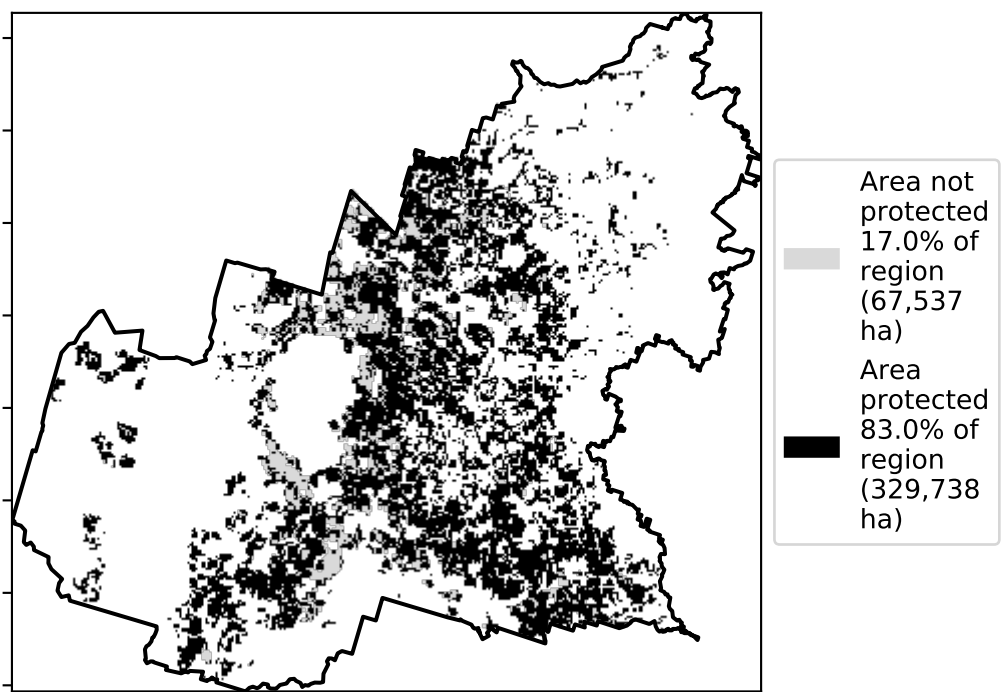 Area not
protected
17.0% of
region
(67,537
ha)
Area
protected
83.0% of
region
(329,738
ha)